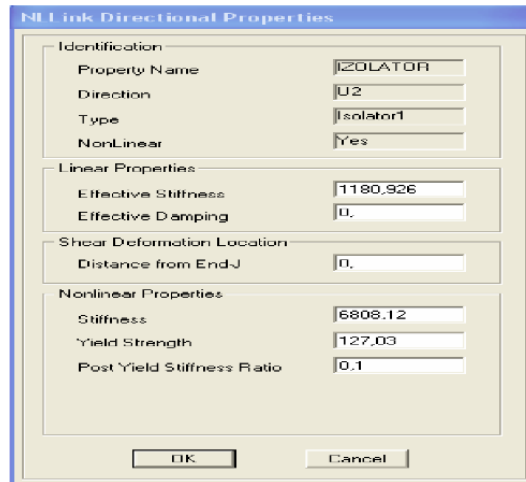 NLLink Directional Properties
Identification
Property Name IZOLATOR
Direction U2
Type Isolator1
NonLinear Yes
Linear Properties
Effective Stiffness 1180,926
Effective Damping 0,
Shear Deformation Location
Distance from End-J 0,
Nonlinear Properties
Stiffness 6808,12
Yield Strength 127,03
Post Yield Stiffness Ratio 0,1
OK Cancel